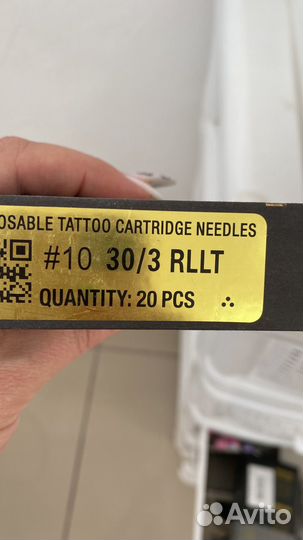 OSABLE TATTOO CARTRIDGE NEEDLES
#10 30/3 RLLT
QUANTITY: 20 PCS
Avito